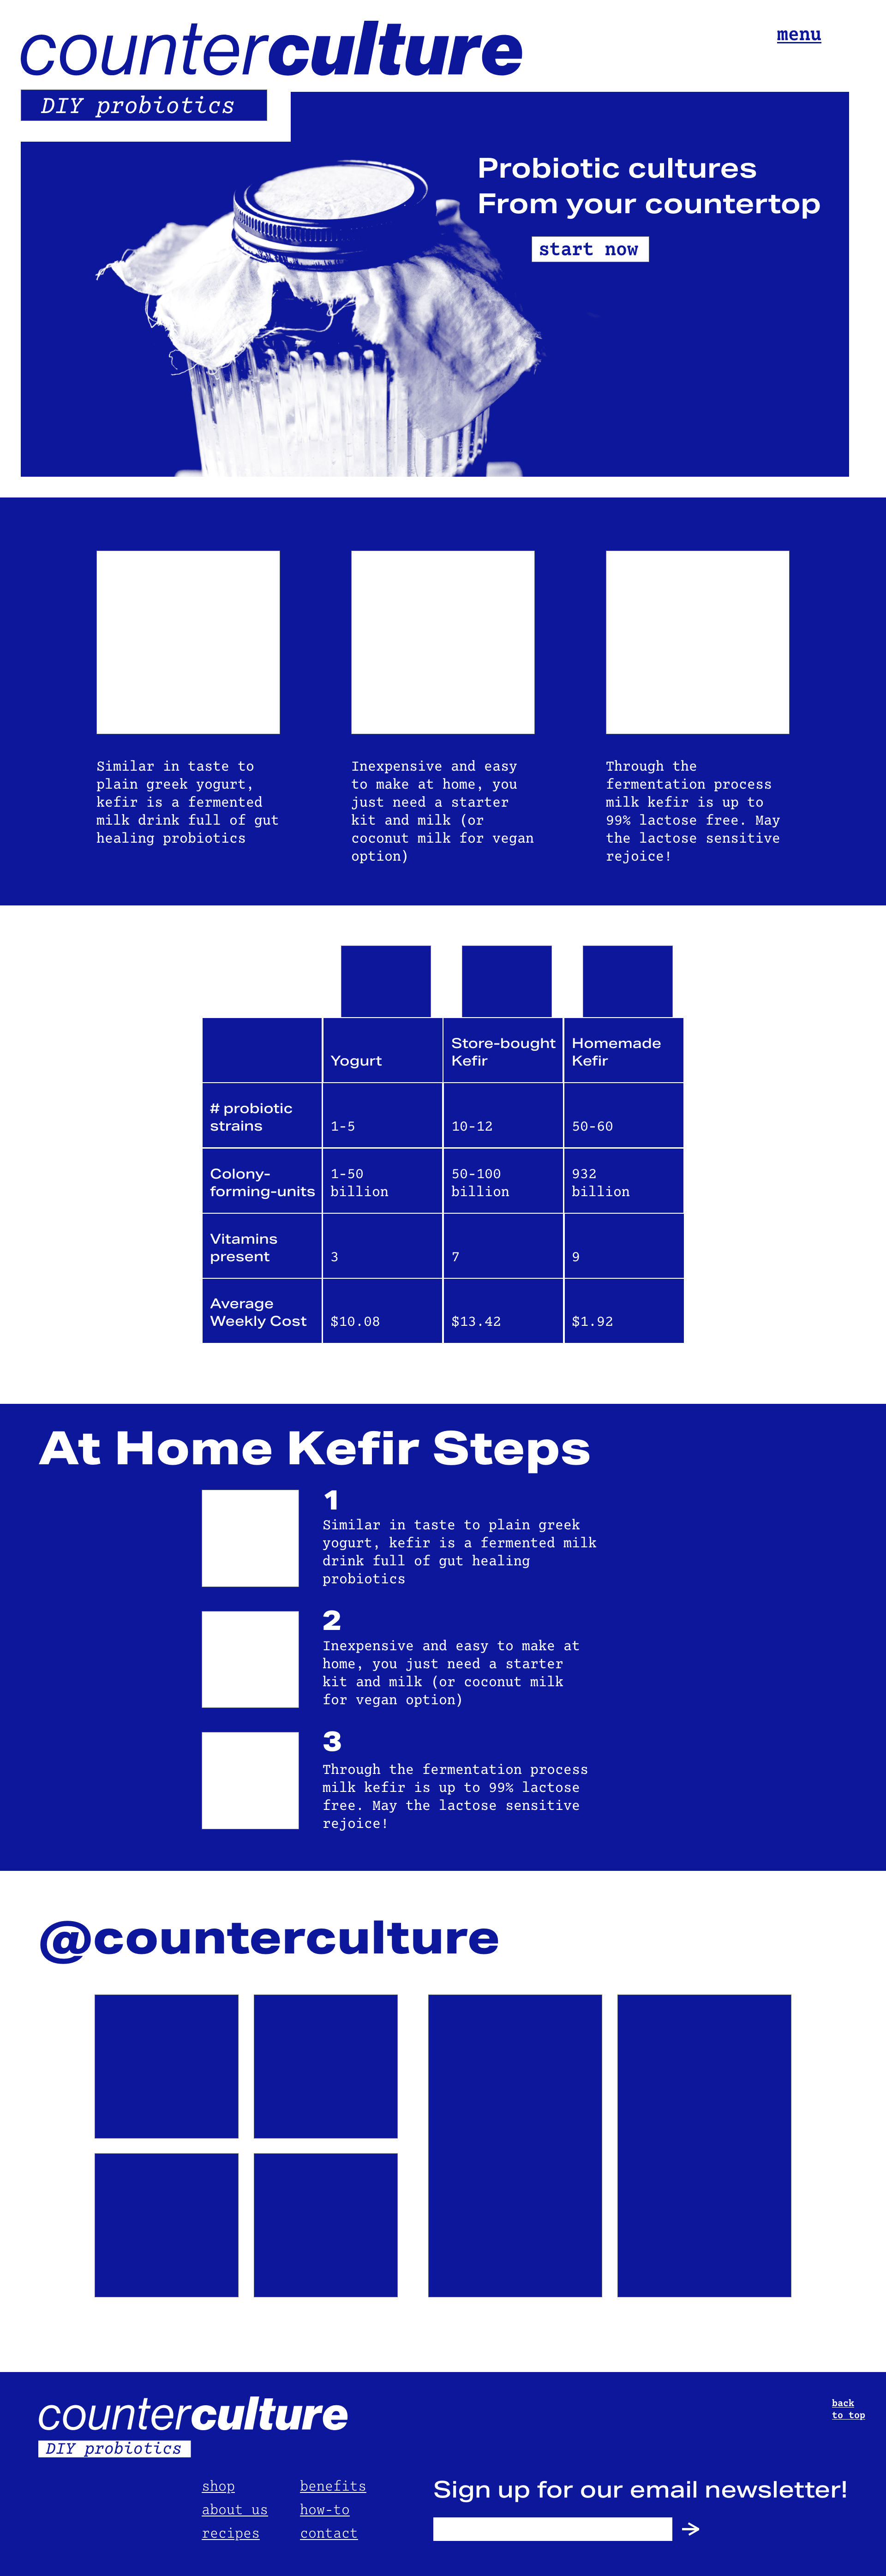 counterculture
menu
DIY probiotics
Probiotic cultures
From your countertop
start now
Similar in taste to
plain greek yogurt,
kefir is a fermented
milk drink full of gut
healing probiotics
Inexpensive and easy
to make at home, you
just need a starter
kit and milk (or
coconut milk for vegan
option)
Through the
fermentation process
milk kefir is up to
99% lactose free. May
the lactose sensitive
rejoice!
Yogurt
Store-bought
Kefir
Homemade
Kefir
# probiotic
strains
1-5
10-12
50-60
Colony-
forming-units
1-50
billion
50-100
billion
932
billion
Vitamins
present
3
7
9
Average
Weekly Cost
$10.08
$13.42
$1.92
At Home Kefir Steps
1
Similar in taste to plain greek
yogurt, kefir is a fermented milk
drink full of gut healing
probiotics
2
Inexpensive and easy to make at
home, you just need a starter
kit and milk (or coconut milk
for vegan option)
3
Through the fermentation process
milk kefir is up to 99% lactose
free. May the lactose sensitive
rejoice!
@counterculture
counterculture
DIY probiotics
back
to top
shop
about us
recipes
benefits
how-to
contact
Sign up for our email newsletter!
→